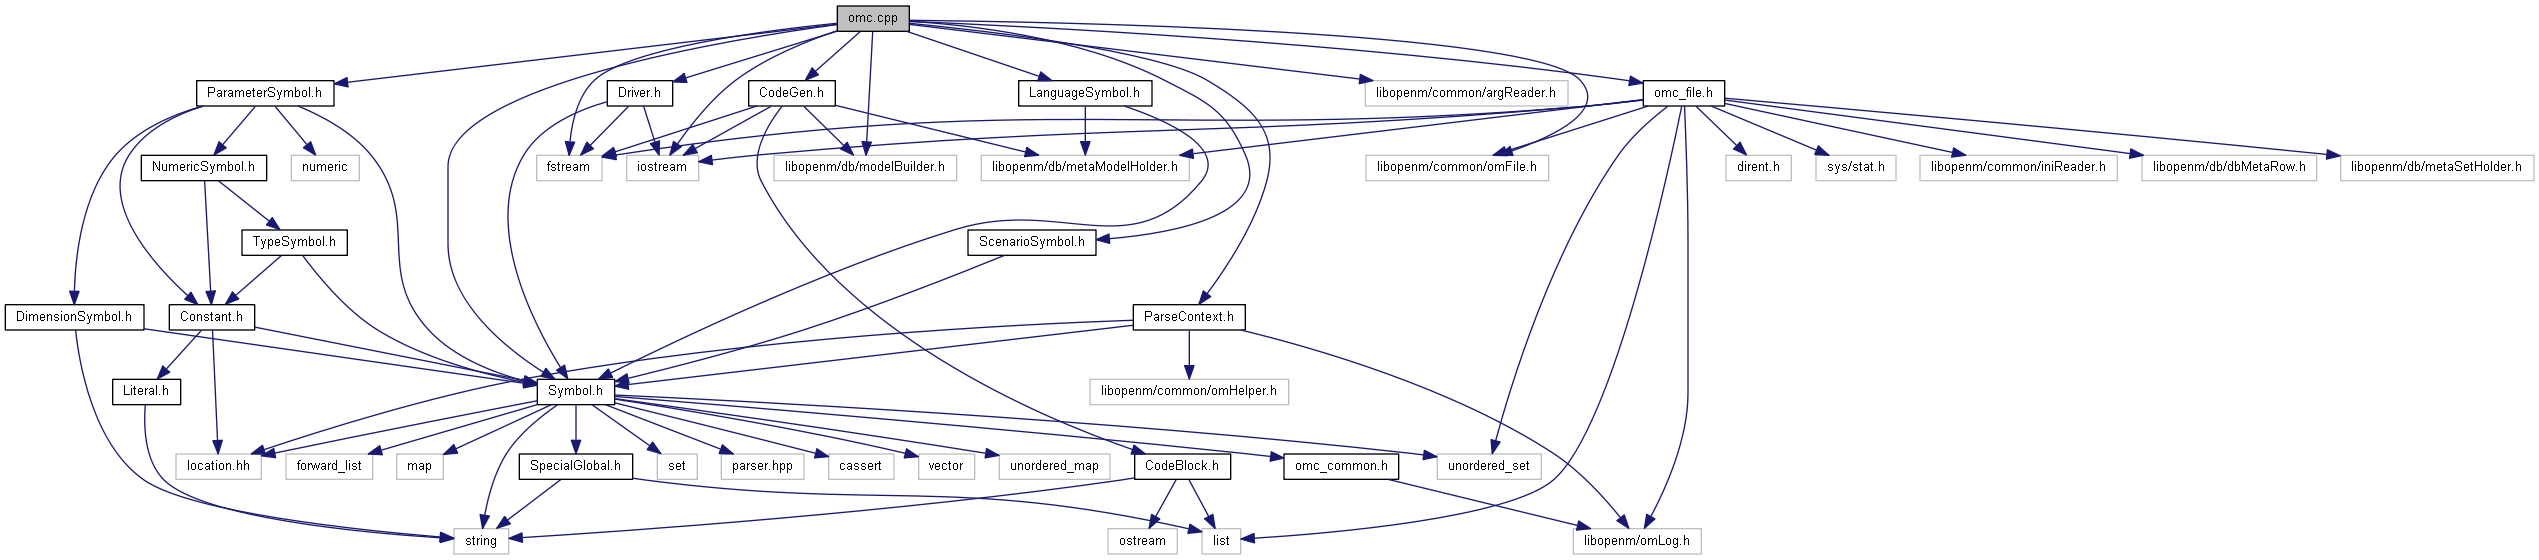 omc.cpp
ParameterSymbol.h
Driver.h
CodeGen.h
LanguageSymbol.h
libopenm/common/argReader.h
omc_file.h
NumericSymbol.h
numeric
fstream
iostream
libopenm/db/modelBuilder.h
libopenm/db/metaModelHolder.h
libopenm/common/omFile.h
dirent.h
sys/stat.h
libopenm/common/iniReader.h
libopenm/db/dbMetaRow.h
libopenm/db/metaSetHolder.h
TypeSymbol.h
ScenarioSymbol.h
DimensionSymbol.h
Constant.h
ParseContext.h
Literal.h
Symbol.h
libopenm/common/omHelper.h
location.hh
forward_list
map
SpecialGlobal.h
set
parser.hpp
cassert
vector
unordered_map
CodeBlock.h
omc_common.h
unordered_set
string
ostream
list
libopenm/omLog.h